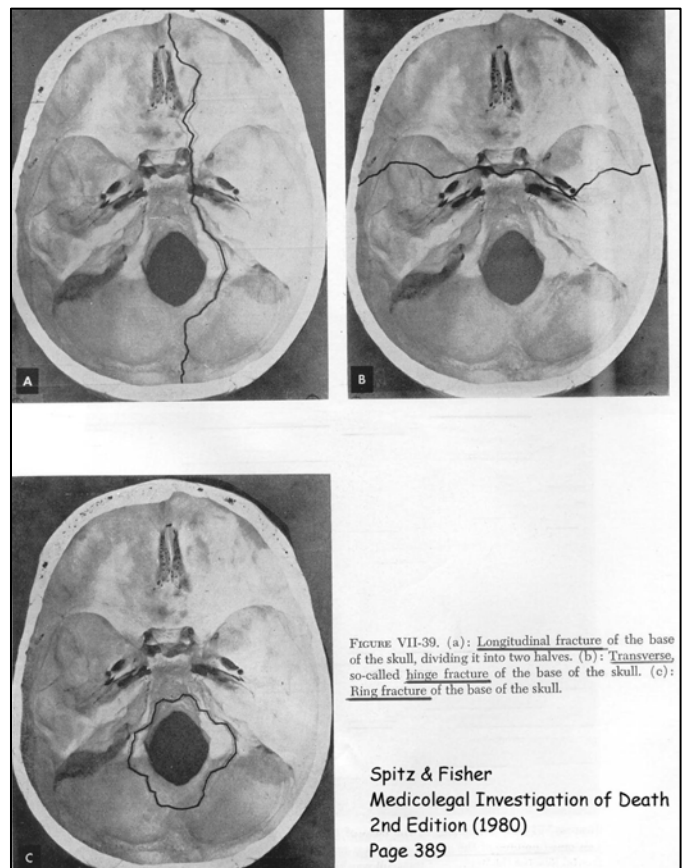 A
B
FIGURE VII-39. (a): Longitudinal fracture of the base
of the skull, dividing it into two halves. (b): Transverse,
so-called hinge fracture of the base of the skull. (c):
Ring fracture of the base of the skull.
Spitz & Fisher
Medicolegal Investigation of Death
2nd Edition (1980)
Page 389
C